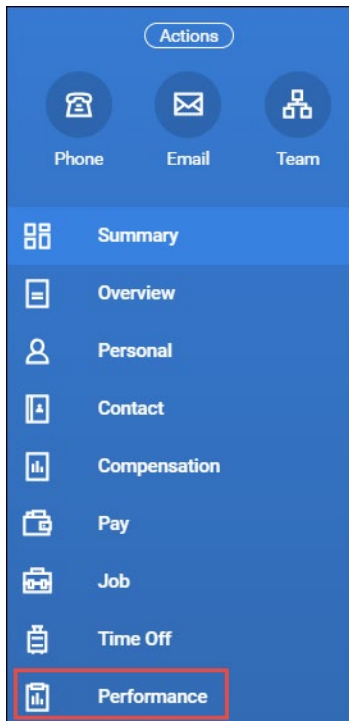 Actions
Phone Email Team
Summary
Overview
Personal
Contact
Compensation
Pay
Job
Time Off
Performance